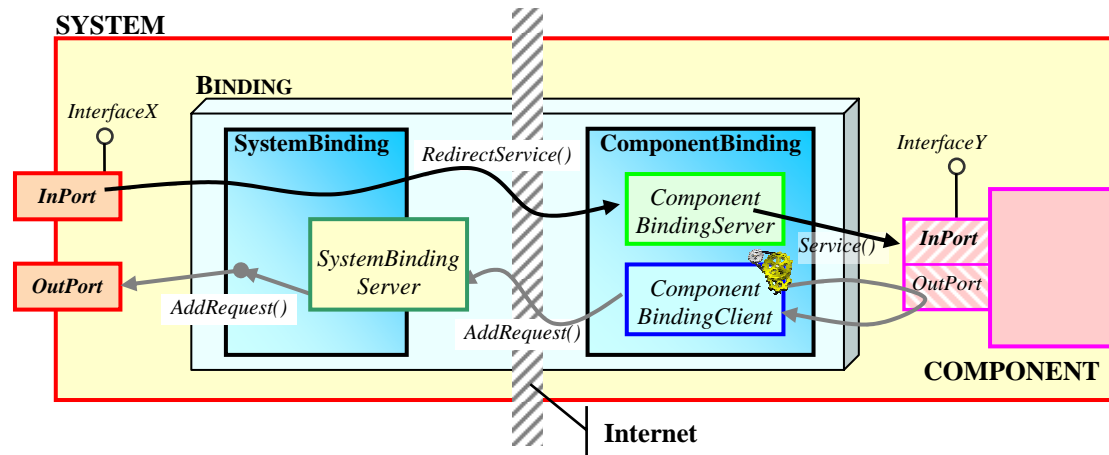 SYSTEM
BINDING
InterfaceX
SystemBinding
ComponentBinding
InterfaceY
RedirectService()
InPort
Component
BindingServer
Service()
InPort
SystemBinding
Server
OutPort
Component
BindingClient
OutPort
AddRequest()
AddRequest()
COMPONENT
Internet